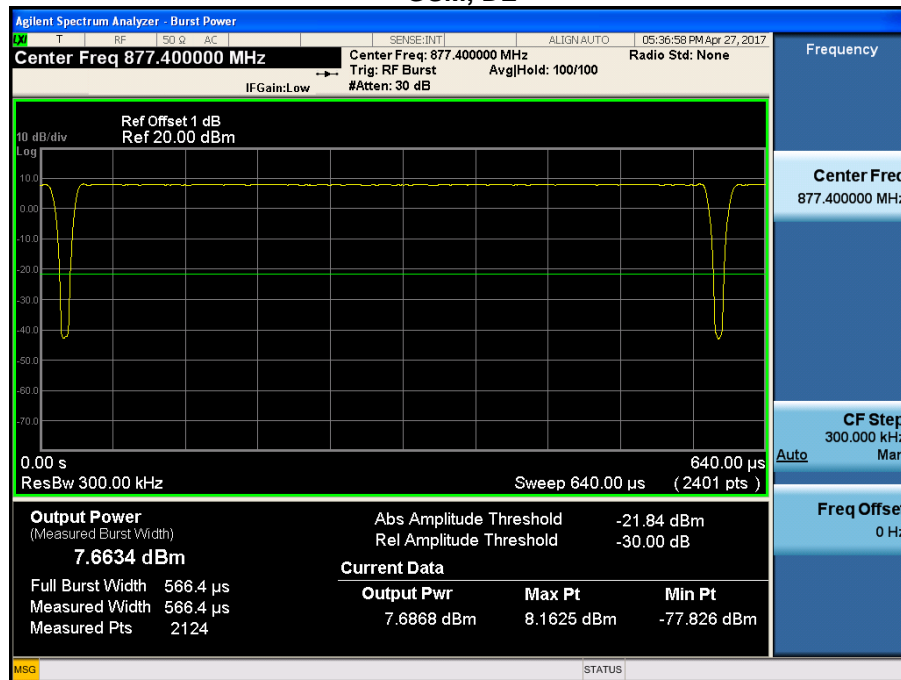 Agilent Spectrum Analyzer - Burst Power
LXI T RF 50 Ω AC SENSE:INT ALIGN AUTO 05:36:58 PM Apr 27, 2017
Center Freq 877.400000 MHz
Center Freq: 877.400000 MHz Radio Std: None
Trig: RF Burst Avg|Hold: 100/100
IFGain:Low #Atten: 30 dB
Frequency
Ref Offset 1 dB
10 dB/div Ref 20.00 dBm
Log
10.0
0.00
-10.0
-20.0
-30.0
-40.0
-50.0
-60.0
-70.0
0.00 s 640.00 µs
ResBw 300.00 kHz Sweep 640.00 µs (2401 pts)
Center Freq
877.400000 MHz
CF Step
300.000 kHz
Auto Man
Freq Offset
0 Hz
Output Power
(Measured Burst Width)
7.6634 dBm
Full Burst Width 566.4 µs
Measured Width 566.4 µs
Measured Pts 2124
Abs Amplitude Threshold -21.84 dBm
Rel Amplitude Threshold -30.00 dB
Current Data
Output Pwr Max Pt Min Pt
7.6868 dBm 8.1625 dBm -77.826 dBm
MSG STATUS